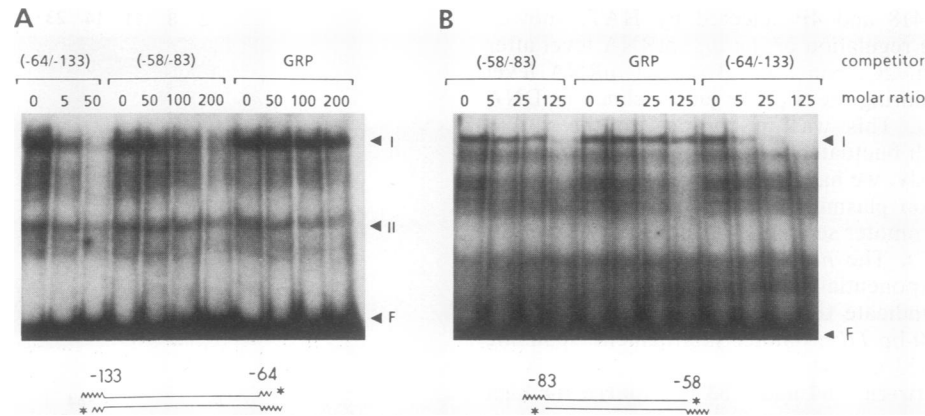 A
(-64/-133) (-58/-83) GRP
0 5 50 0 50 100 200 0 50 100 200
I
II
F
-133 -64
* *
B
(-58/-83) GRP (-64/-133) competitor
0 5 25 125 0 5 25 125 0 5 25 125 molar ratio
I
F
-83 -58
* *